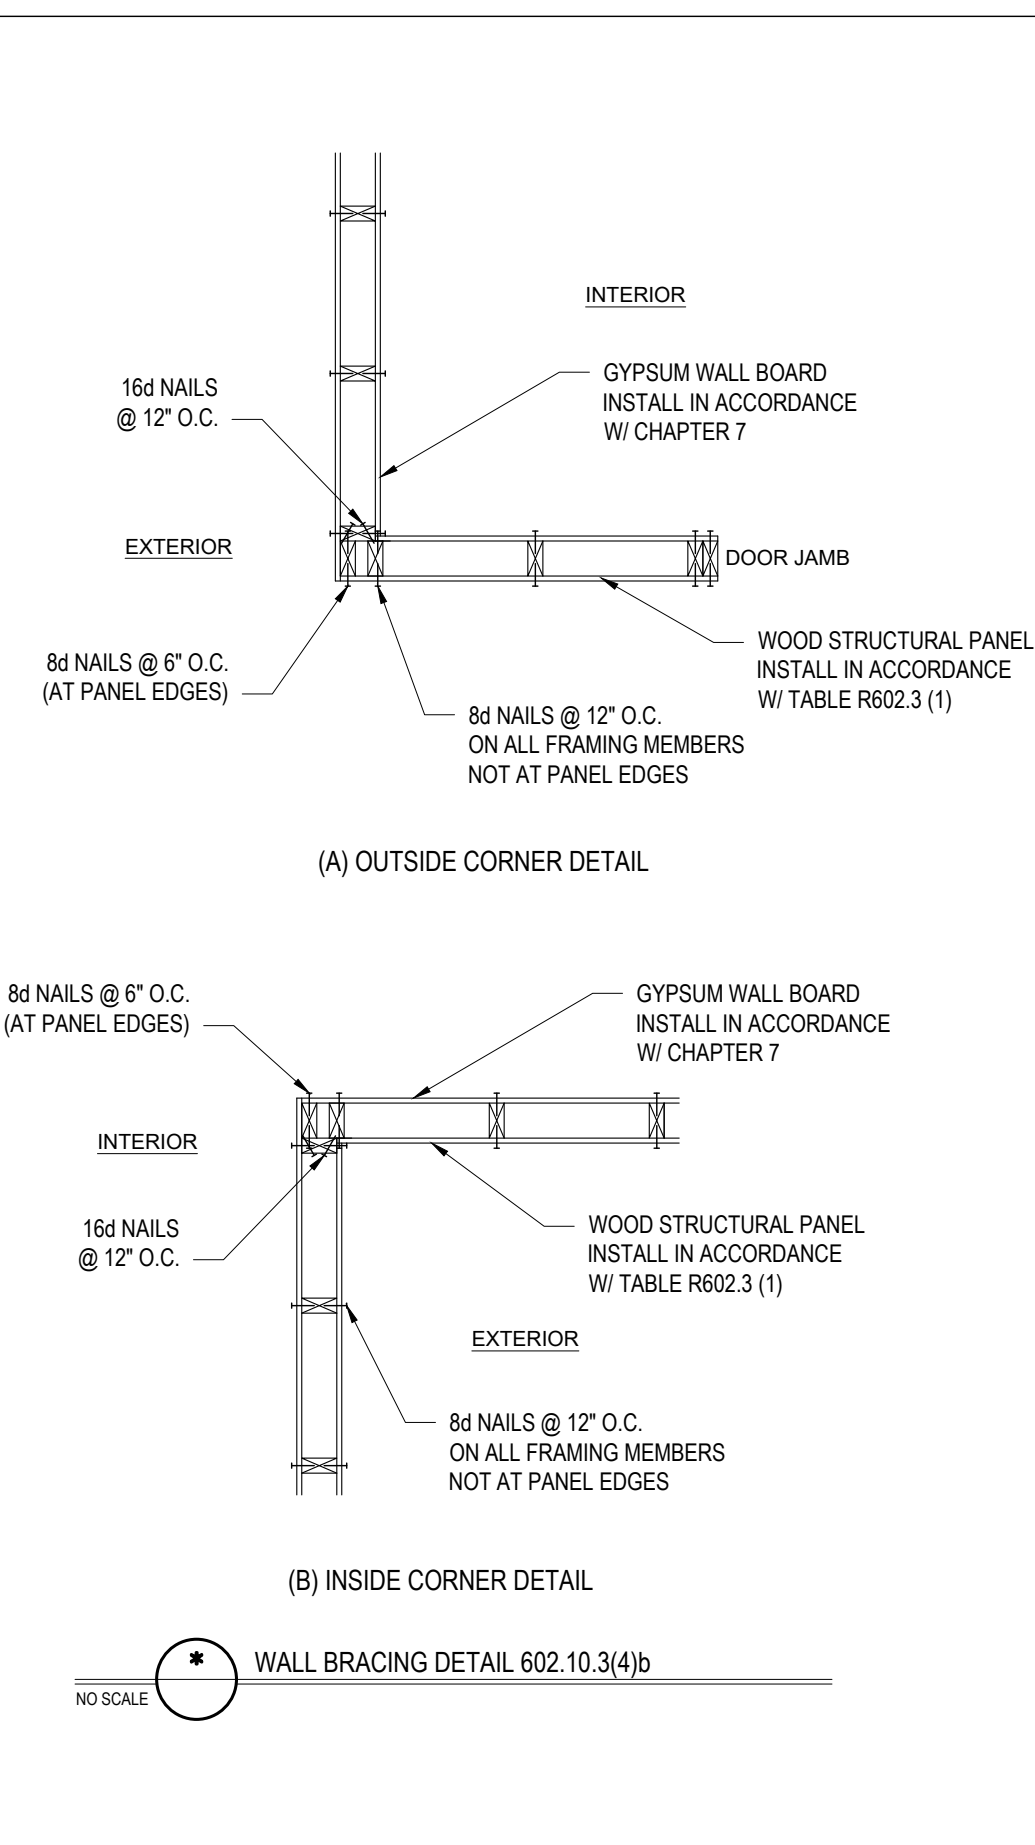 INTERIOR
16d NAILS
@ 12" O.C.
GYPSUM WALL BOARD
INSTALL IN ACCORDANCE
W/ CHAPTER 7
EXTERIOR
DOOR JAMB
8d NAILS @ 6" O.C.
(AT PANEL EDGES)
WOOD STRUCTURAL PANEL
INSTALL IN ACCORDANCE
W/ TABLE R602.3 (1)
8d NAILS @ 12" O.C.
ON ALL FRAMING MEMBERS
NOT AT PANEL EDGES
(A) OUTSIDE CORNER DETAIL
8d NAILS @ 6" O.C.
(AT PANEL EDGES)
GYPSUM WALL BOARD
INSTALL IN ACCORDANCE
W/ CHAPTER 7
INTERIOR
16d NAILS
@ 12" O.C.
WOOD STRUCTURAL PANEL
INSTALL IN ACCORDANCE
W/ TABLE R602.3 (1)
EXTERIOR
8d NAILS @ 12" O.C.
ON ALL FRAMING MEMBERS
NOT AT PANEL EDGES
(B) INSIDE CORNER DETAIL
*
WALL BRACING DETAIL 602.10.3(4)b
NO SCALE